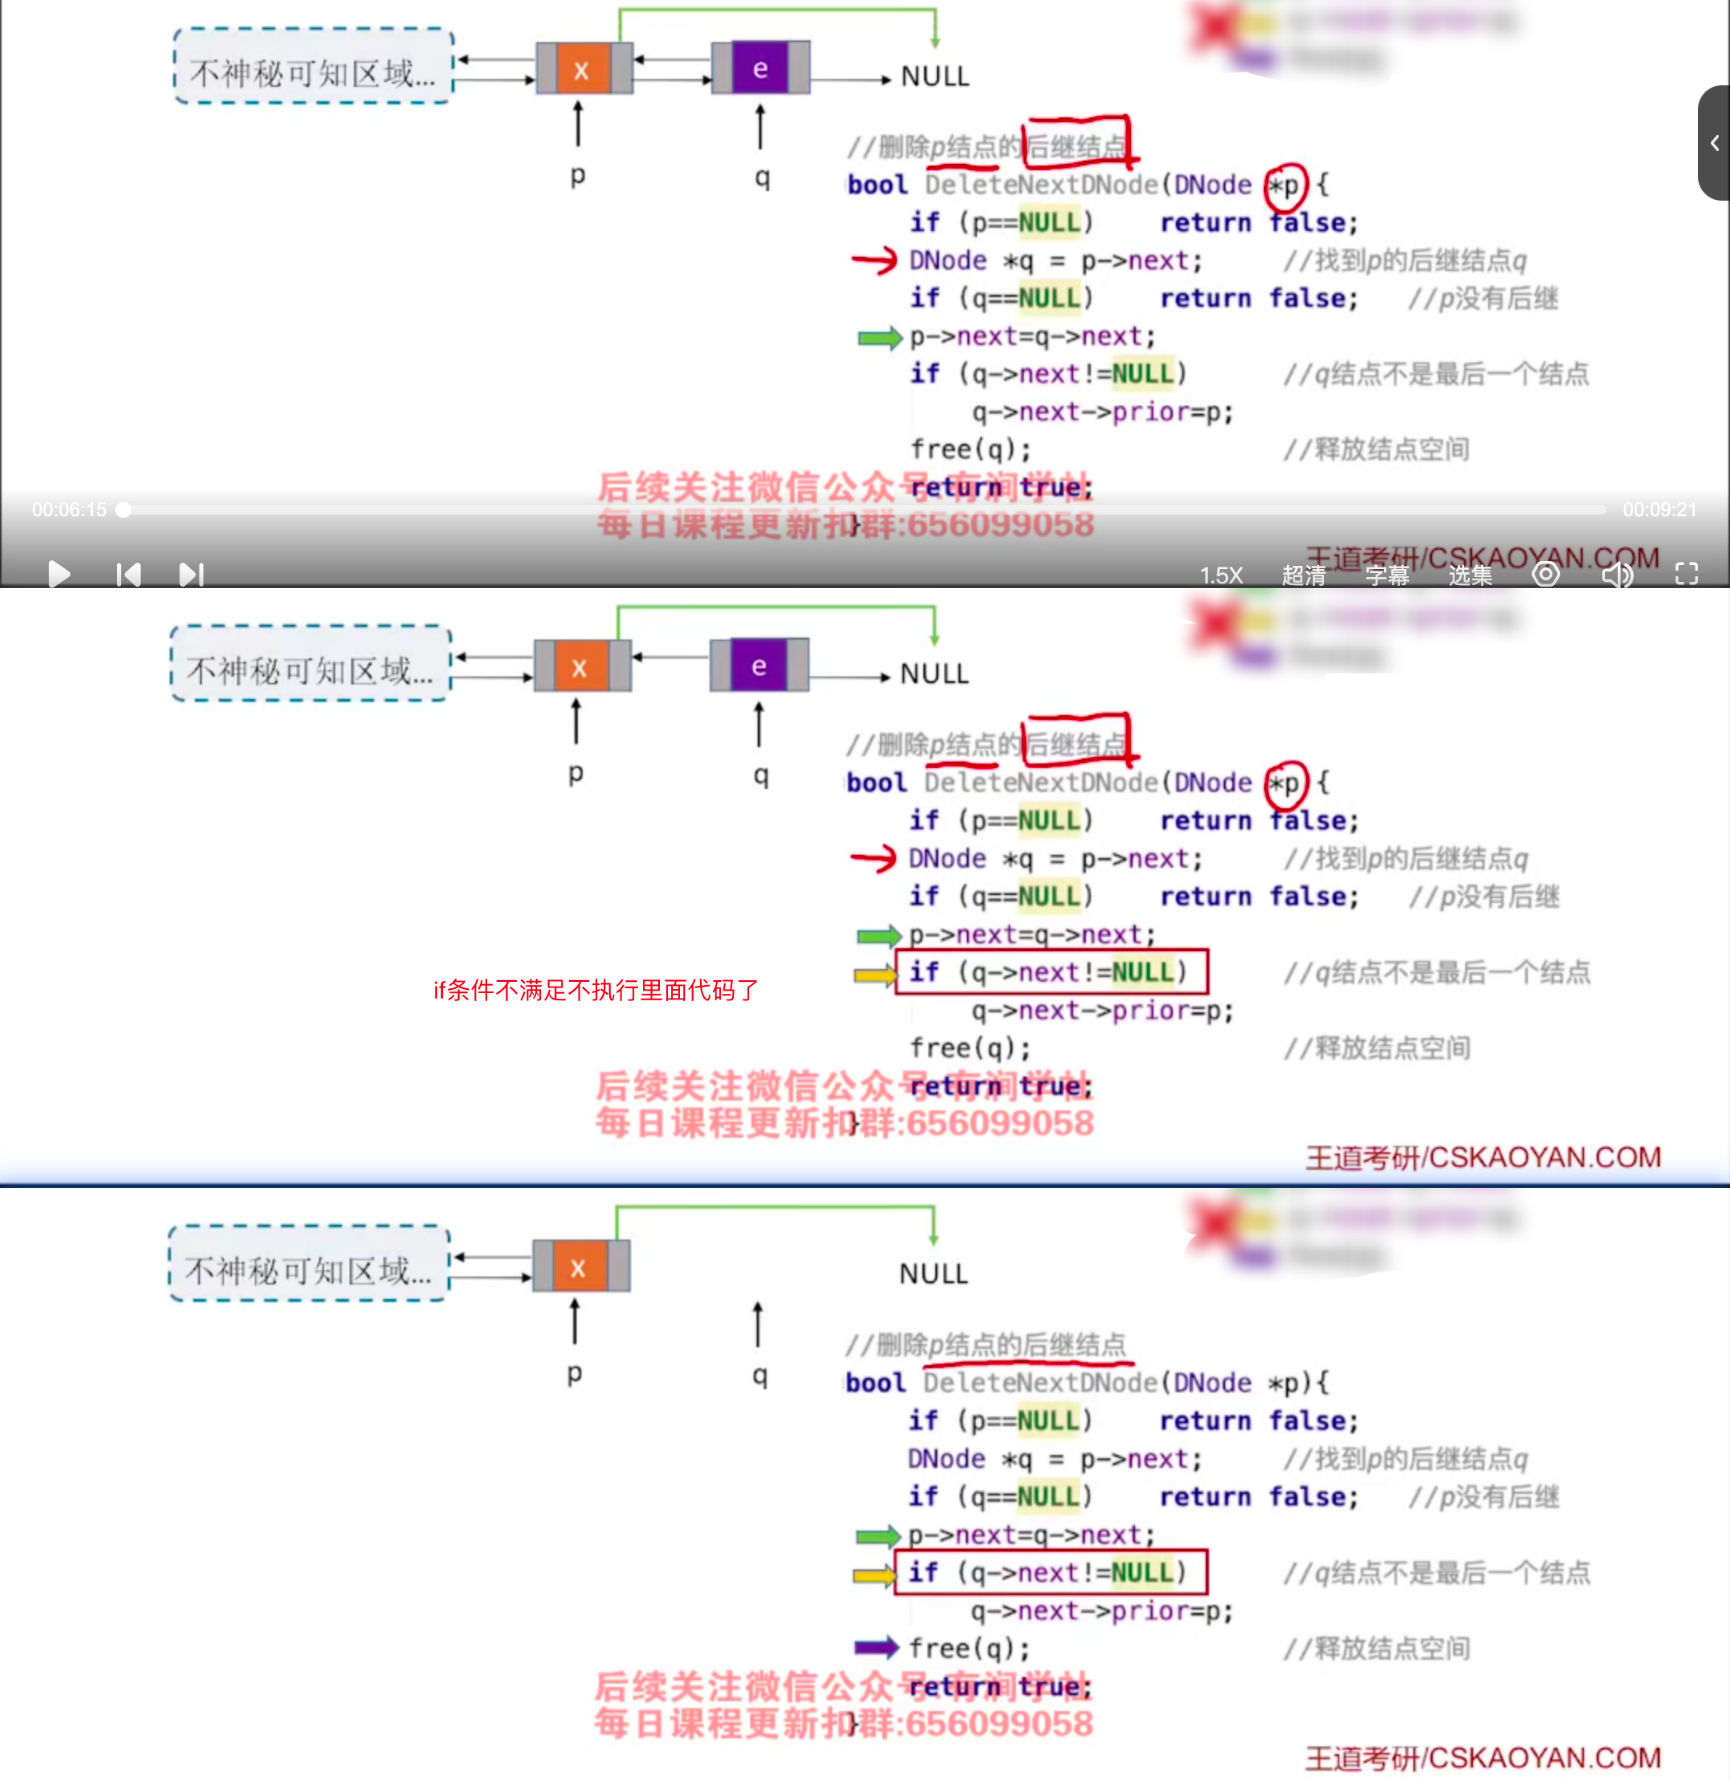 不神秘可知区域...
x
e
NULL
p
q
//删除p结点的后继结点
bool DeleteNextDNode(DNode *p {
if (p==NULL) return false;
DNode *q = p->next; //找到p的后继结点q
if (q==NULL) return false; //p没有后继
p->next=q->next;
if (q->next!=NULL) //q结点不是最后一个结点
q->next->prior=p;
free(q); //释放结点空间
后续关注微信公众号:有涧学社
return true;
每日课程更新扣群:656099058
}
00:06:15
00:09:21
王道考研/CSKAOYAN.COM
1.5X 超清 字幕 选集
不神秘可知区域...
x
e
NULL
p
q
//删除p结点的后继结点
bool DeleteNextDNode(DNode *p {
if (p==NULL) return false;
DNode *q = p->next; //找到p的后继结点q
if (q==NULL) return false; //p没有后继
p->next=q->next;
if (q->next!=NULL) //q结点不是最后一个结点
if条件不满足不执行里面代码了
q->next->prior=p;
free(q); //释放结点空间
后续关注微信公众号:有涧学社
return true;
每日课程更新扣群:656099058
}
王道考研/CSKAOYAN.COM
不神秘可知区域...
x
NULL
p
q
//删除p结点的后继结点
bool DeleteNextDNode(DNode *p){
if (p==NULL) return false;
DNode *q = p->next; //找到p的后继结点q
if (q==NULL) return false; //p没有后继
p->next=q->next;
if (q->next!=NULL) //q结点不是最后一个结点
q->next->prior=p;
free(q); //释放结点空间
后续关注微信公众号:有涧学社
return true;
每日课程更新扣群:656099058
}
王道考研/CSKAOYAN.COM